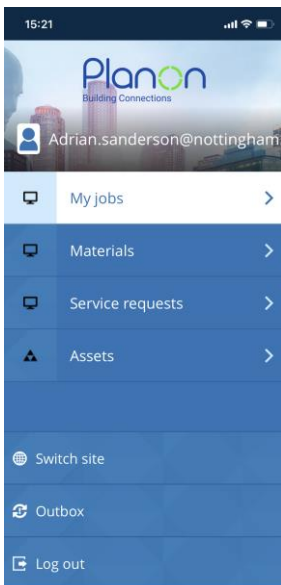 15:21
Planon
Building Connections
Adrian.sanderson@nottingham
My jobs
Materials
Service requests
Assets
Switch site
Outbox
Log out